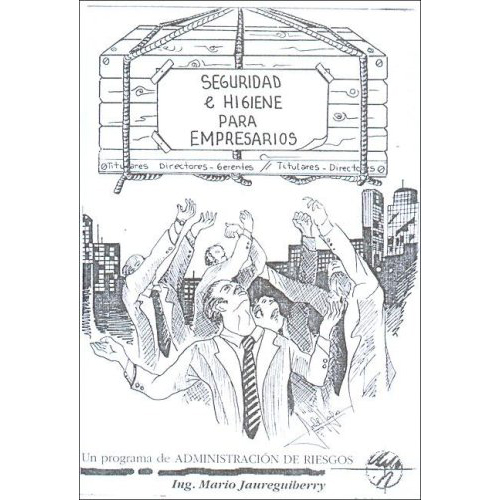 SEGURIDAD
e HIGIENE
PARA
EMPRESARIOS
Titulares Directores - Gerentes // Titulares - Directores
Un programa de ADMINISTRACIÓN DE RIESGOS
Ing. Mario Jaureguiberry